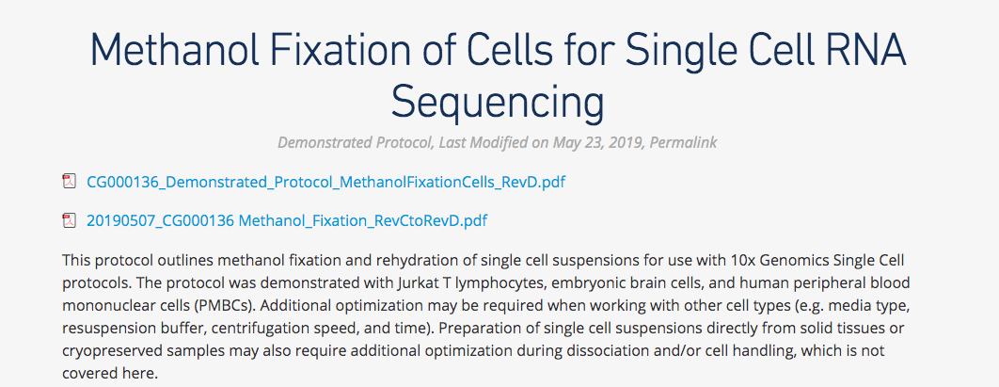 Methanol Fixation of Cells for Single Cell RNA
Sequencing
Demonstrated Protocol, Last Modified on May 23, 2019, Permalink
CG000136_Demonstrated_Protocol_MethanolFixationCells_RevD.pdf
20190507_CG000136 Methanol_Fixation_RevCtoRevD.pdf
This protocol outlines methanol fixation and rehydration of single cell suspensions for use with 10x Genomics Single Cell
protocols. The protocol was demonstrated with Jurkat T lymphocytes, embryonic brain cells, and human peripheral blood
mononuclear cells (PMBCs). Additional optimization may be required when working with other cell types (e.g. media type,
resuspension buffer, centrifugation speed, and time). Preparation of single cell suspensions directly from solid tissues or
cryopreserved samples may also require additional optimization during dissociation and/or cell handling, which is not
covered here.